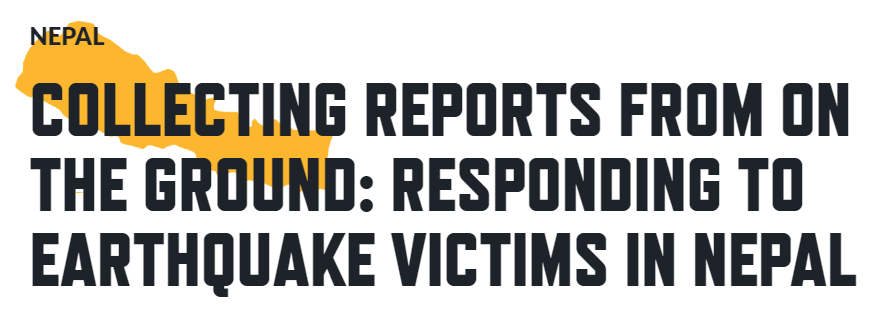 NEPAL
COLLECTING REPORTS FROM ON
THE GROUND: RESPONDING TO
EARTHQUAKE VICTIMS IN NEPAL